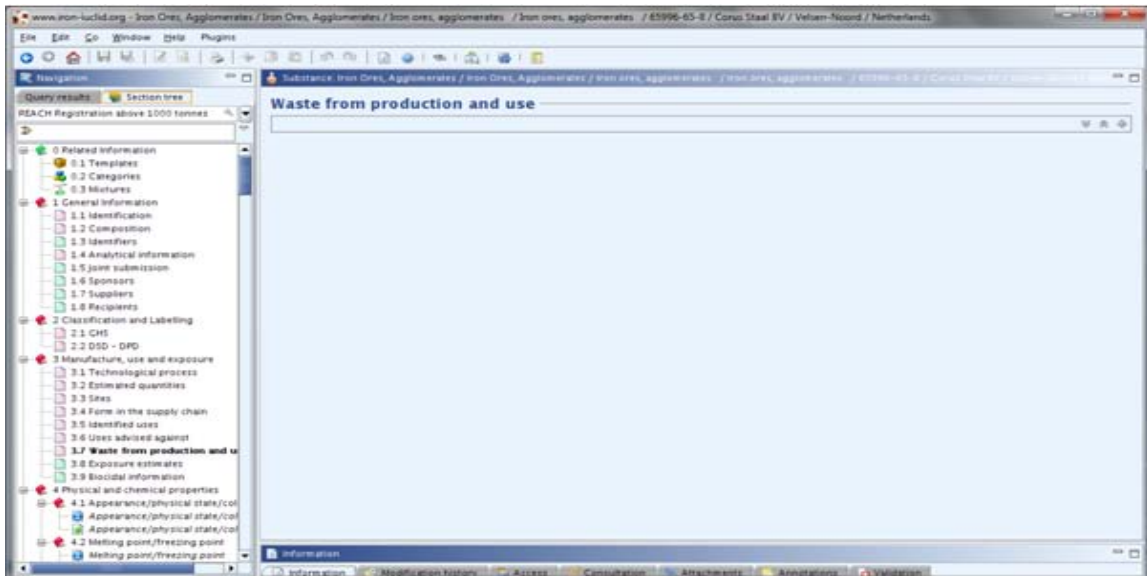 www.iron-iuclid.org - Iron Ores, Agglomerates / Iron Ores, Agglomerates / Iron ores, agglomerates / Iron ores, agglomerates / 65996-65-8 / Corus Staal BV / Velsen-Noord / Netherlands
File Edit Go Window Help Plugins
Navigation
Substance: Iron Ores, Agglomerates / Iron Ores, Agglomerates / Iron ores, agglomerates / Iron ores, agglomerates / 65996-65-8 / Corus Staal BV /
Query results Section tree
Waste from production and use
REACH Registration above 1000 tonnes
0 Related Information
0.1 Templates
0.2 Categories
0.3 Mixtures
1 General Information
1.1 Identification
1.2 Composition
1.3 Identifiers
1.4 Analytical information
1.5 Joint submission
1.6 Sponsors
1.7 Suppliers
1.8 Recipients
2 Classification and Labelling
2.1 GHS
2.2 DSD - DPD
3 Manufacture, use and exposure
3.1 Technological process
3.2 Estimated quantities
3.3 Sites
3.4 Form in the supply chain
3.5 Identified uses
3.6 Uses advised against
3.7 Waste from production and u
3.8 Exposure estimates
3.9 Biocidal information
4 Physical and chemical properties
4.1 Appearance/physical state/col
Appearance/physical state/col
Appearance/physical state/col
4.2 Melting point/freezing point
Melting point/freezing point
Information
Information Modification history Access Consultation Attachments Annotations Validation